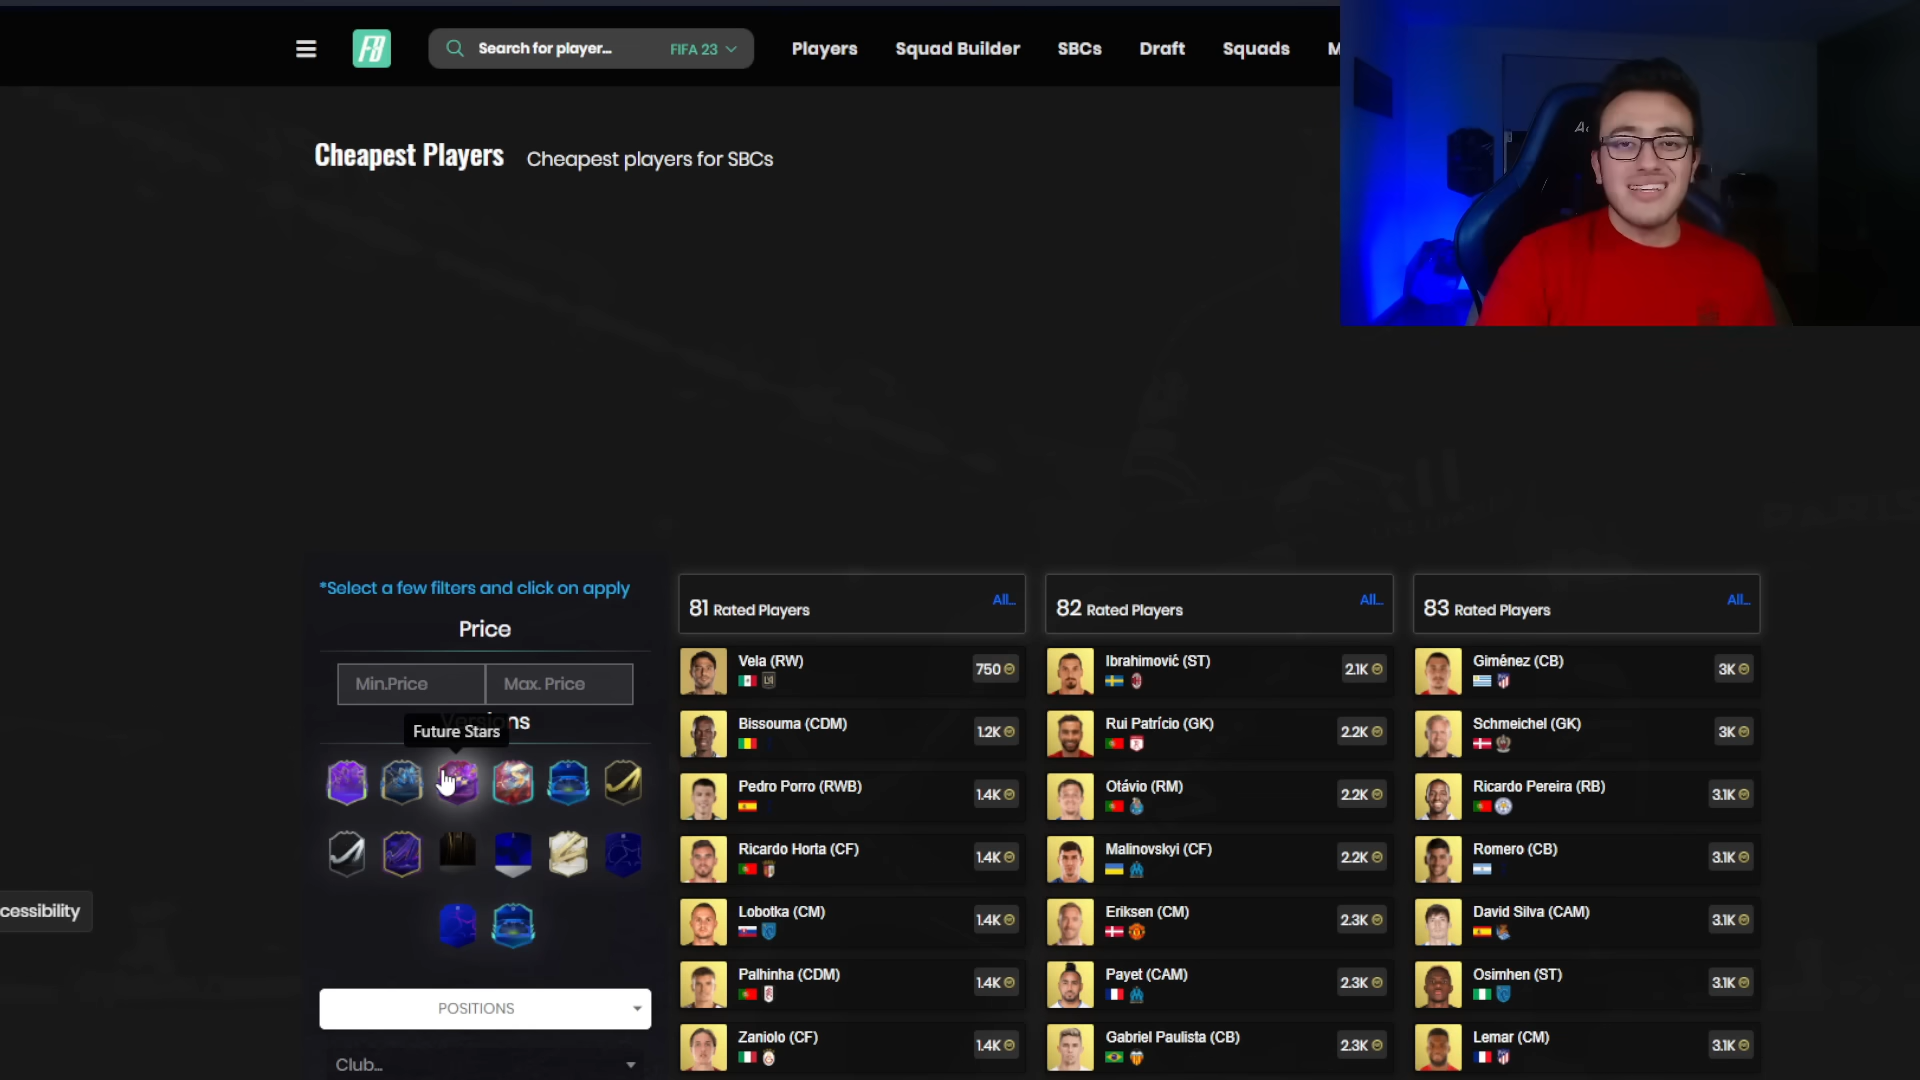 FB
Search for player...
FIFA 23
Players
Squad Builder
SBCs
Draft
Squads
M
Cheapest Players
Cheapest players for SBCs
*Select a few filters and click on apply
Price
Min.Price
Max. Price
Future Stars
POSITIONS
Club...
cessibility
81 Rated Players
All...
Vela (RW)
750
Bissouma (CDM)
1.2K
Pedro Porro (RWB)
1.4K
Ricardo Horta (CF)
1.4K
Lobotka (CM)
1.4K
Palhinha (CDM)
1.4K
Zaniolo (CF)
1.4K
82 Rated Players
All...
Ibrahimović (ST)
2.1K
Rui Patrício (GK)
2.2K
Otávio (RM)
2.2K
Malinovskyi (CF)
2.2K
Eriksen (CM)
2.3K
Payet (CAM)
2.3K
Gabriel Paulista (CB)
2.3K
83 Rated Players
All...
Giménez (CB)
3K
Schmeichel (GK)
3K
Ricardo Pereira (RB)
3.1K
Romero (CB)
3.1K
David Silva (CAM)
3.1K
Osimhen (ST)
3.1K
Lemar (CM)
3.1K